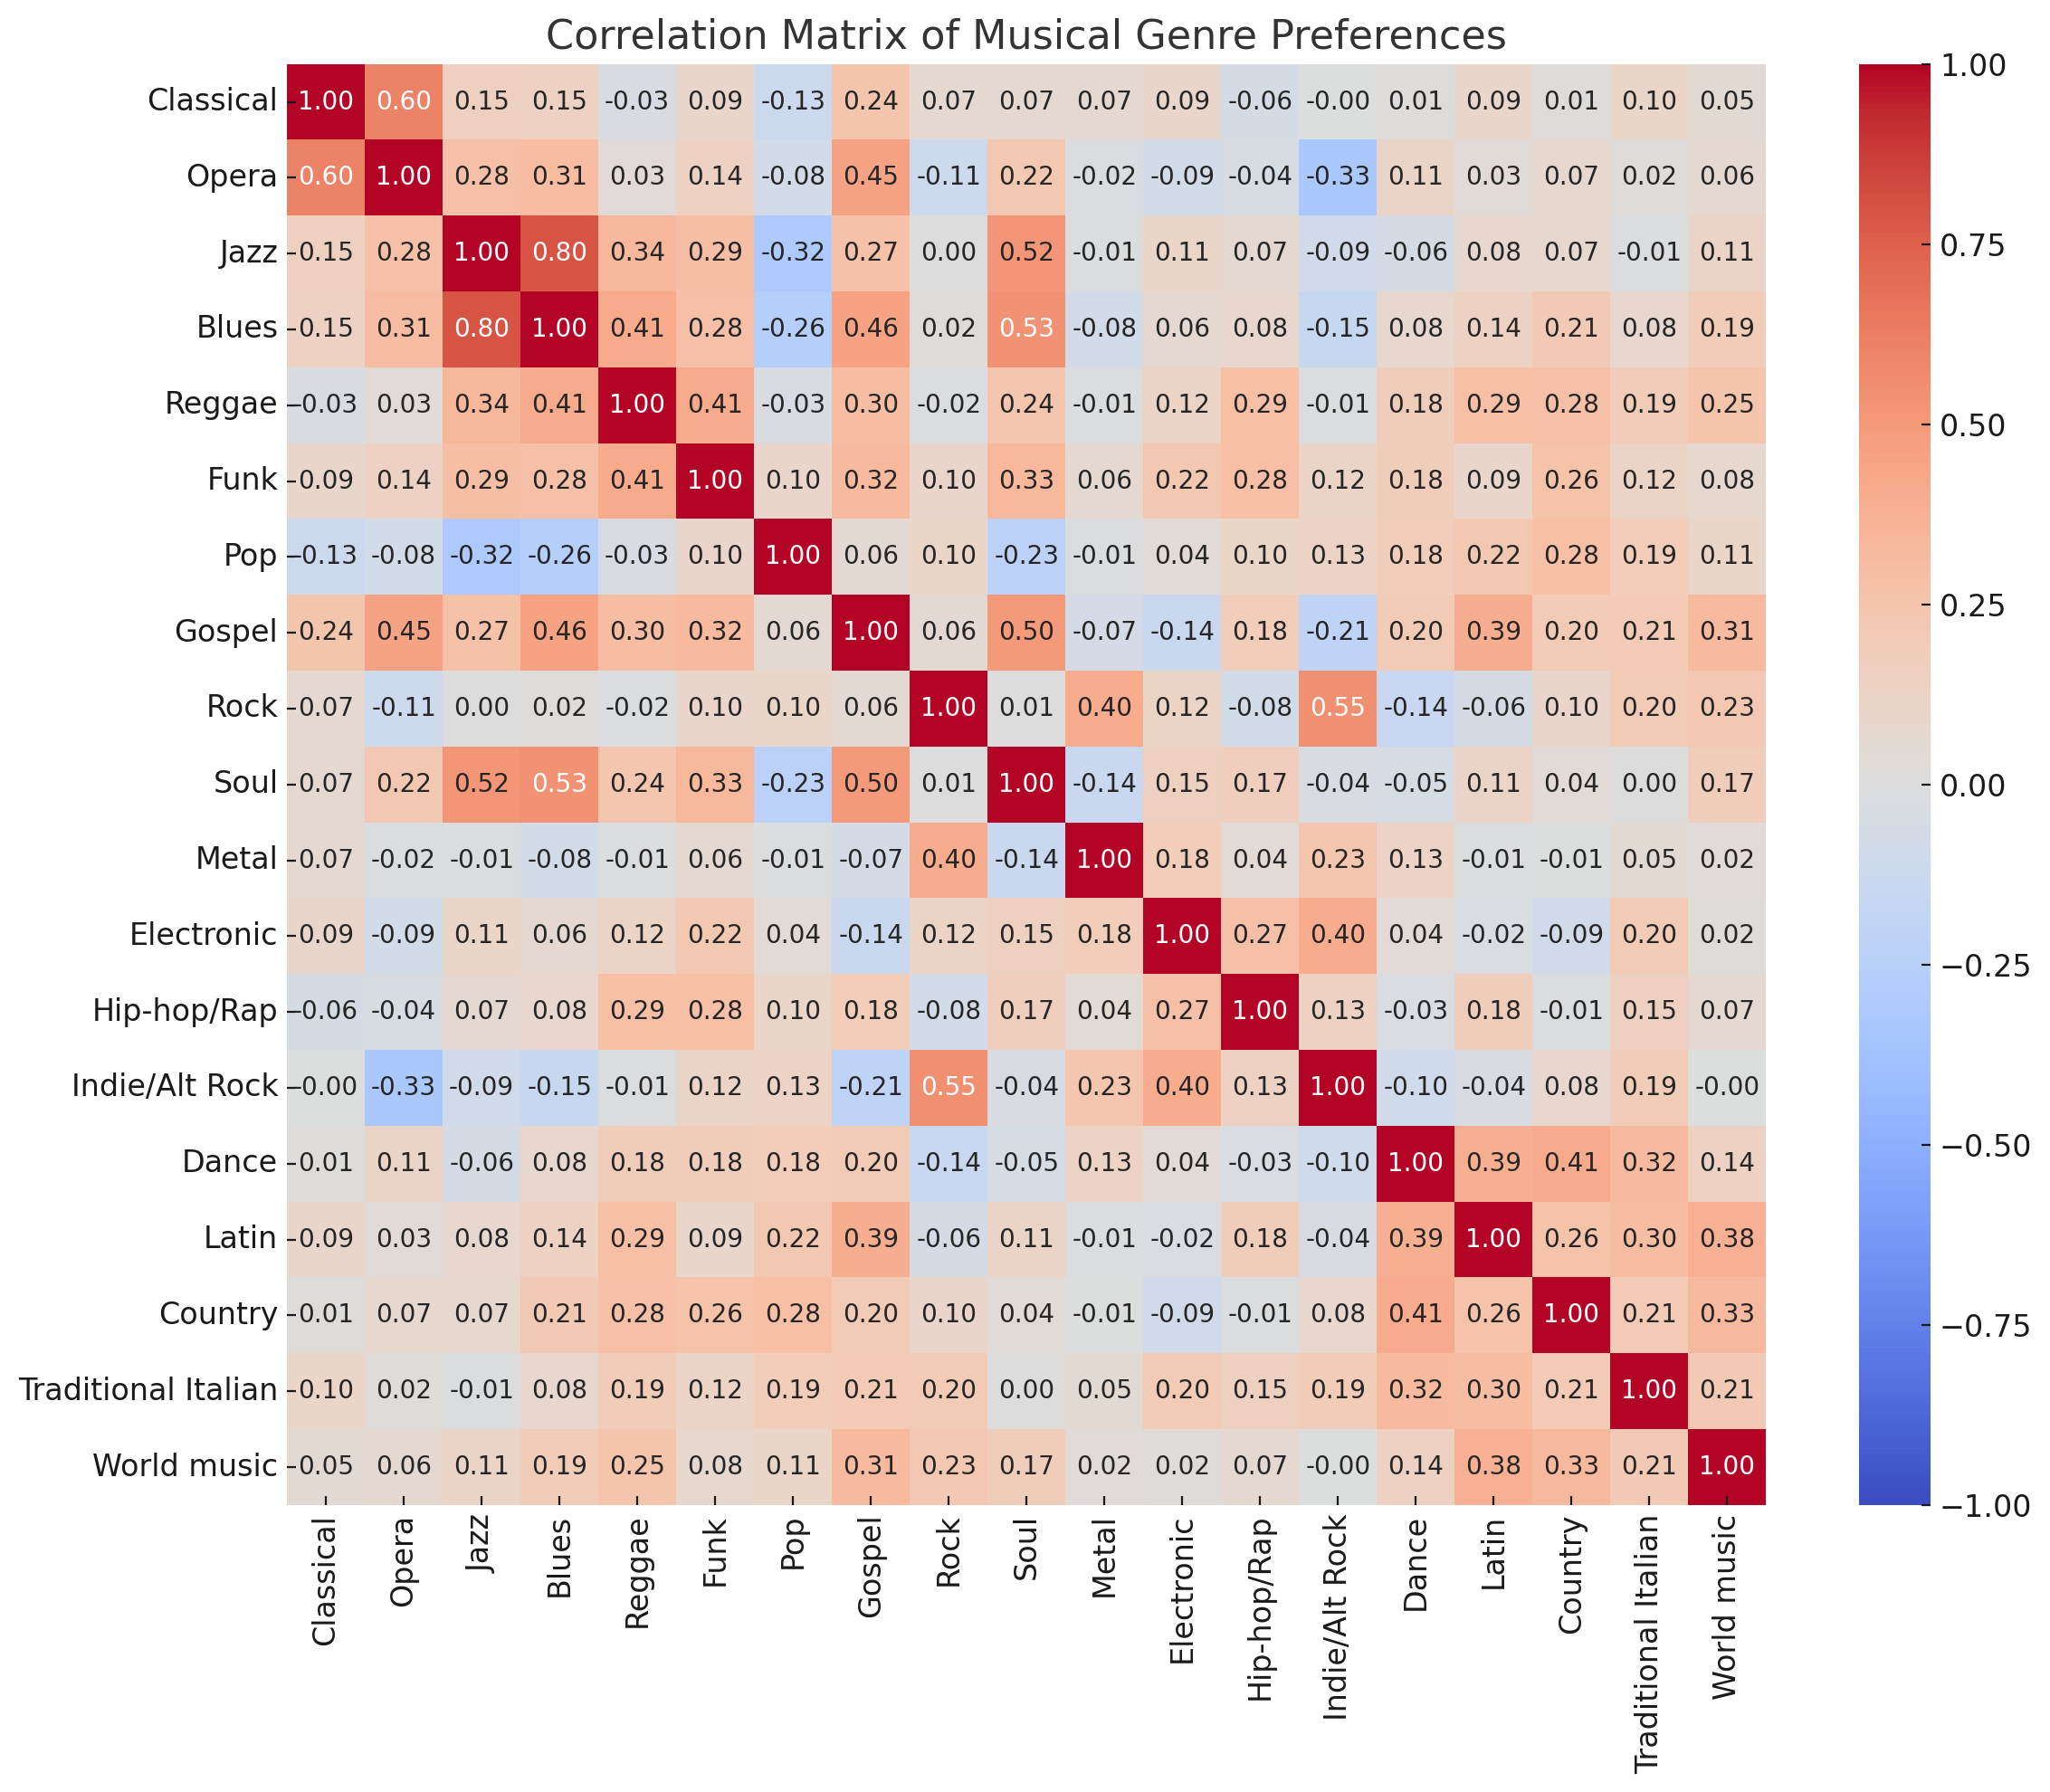 Correlation Matrix of Musical Genre Preferences
Classical 1.00 0.60 0.15 0.15 -0.03 0.09 -0.13 0.24 0.07 0.07 0.07 0.09 -0.06 -0.00 0.01 0.09 0.01 0.10 0.05
Opera 0.60 1.00 0.28 0.31 0.03 0.14 -0.08 0.45 -0.11 0.22 -0.02 -0.09 -0.04 -0.33 0.11 0.03 0.07 0.02 0.06
Jazz 0.15 0.28 1.00 0.80 0.34 0.29 -0.32 0.27 0.00 0.52 -0.01 0.11 0.07 -0.09 -0.06 0.08 0.07 -0.01 0.11
Blues 0.15 0.31 0.80 1.00 0.41 0.28 -0.26 0.46 0.02 0.53 -0.08 0.06 0.08 -0.15 0.08 0.14 0.21 0.08 0.19
Reggae -0.03 0.03 0.34 0.41 1.00 0.41 -0.03 0.30 -0.02 0.24 -0.01 0.12 0.29 -0.01 0.18 0.29 0.28 0.19 0.25
Funk 0.09 0.14 0.29 0.28 0.41 1.00 0.10 0.32 0.10 0.33 0.06 0.22 0.28 0.12 0.18 0.09 0.26 0.12 0.08
Pop -0.13 -0.08 -0.32 -0.26 -0.03 0.10 1.00 0.06 0.10 -0.23 -0.01 0.04 0.10 0.13 0.18 0.22 0.28 0.19 0.11
Gospel 0.24 0.45 0.27 0.46 0.30 0.32 0.06 1.00 0.06 0.50 -0.07 -0.14 0.18 -0.21 0.20 0.39 0.20 0.21 0.31
Rock 0.07 -0.11 0.00 0.02 -0.02 0.10 0.10 0.06 1.00 0.01 0.40 0.12 -0.08 0.55 -0.14 -0.06 0.10 0.20 0.23
Soul 0.07 0.22 0.52 0.53 0.24 0.33 -0.23 0.50 0.01 1.00 -0.14 0.15 0.17 -0.04 -0.05 0.11 0.04 0.00 0.17
Metal 0.07 -0.02 -0.01 -0.08 -0.01 0.06 -0.01 -0.07 0.40 -0.14 1.00 0.18 0.04 0.23 0.13 -0.01 -0.01 0.05 0.02
Electronic 0.09 -0.09 0.11 0.06 0.12 0.22 0.04 -0.14 0.12 0.15 0.18 1.00 0.27 0.40 0.04 -0.02 -0.09 0.20 0.02
Hip-hop/Rap -0.06 -0.04 0.07 0.08 0.29 0.28 0.10 0.18 -0.08 0.17 0.04 0.27 1.00 0.13 -0.03 0.18 -0.01 0.15 0.07
Indie/Alt Rock -0.00 -0.33 -0.09 -0.15 -0.01 0.12 0.13 -0.21 0.55 -0.04 0.23 0.40 0.13 1.00 -0.10 -0.04 0.08 0.19 -0.00
Dance 0.01 0.11 -0.06 0.08 0.18 0.18 0.18 0.20 -0.14 -0.05 0.13 0.04 -0.03 -0.10 1.00 0.39 0.41 0.32 0.14
Latin 0.09 0.03 0.08 0.14 0.29 0.09 0.22 0.39 -0.06 0.11 -0.01 -0.02 0.18 -0.04 0.39 1.00 0.26 0.30 0.38
Country 0.01 0.07 0.07 0.21 0.28 0.26 0.28 0.20 0.10 0.04 -0.01 -0.09 -0.01 0.08 0.41 0.26 1.00 0.21 0.33
Traditional Italian 0.10 0.02 -0.01 0.08 0.19 0.12 0.19 0.21 0.20 0.00 0.05 0.20 0.15 0.19 0.32 0.30 0.21 1.00 0.21
World music 0.05 0.06 0.11 0.19 0.25 0.08 0.11 0.31 0.23 0.17 0.02 0.02 0.07 -0.00 0.14 0.38 0.33 0.21 1.00
Classical
Opera
Jazz
Blues
Reggae
Funk
Pop
Gospel
Rock
Soul
Metal
Electronic
Hip-hop/Rap
Indie/Alt Rock
Dance
Latin
Country
Traditional Italian
World music
1.00
0.75
0.50
0.25
0.00
−0.25
−0.50
−0.75
−1.00